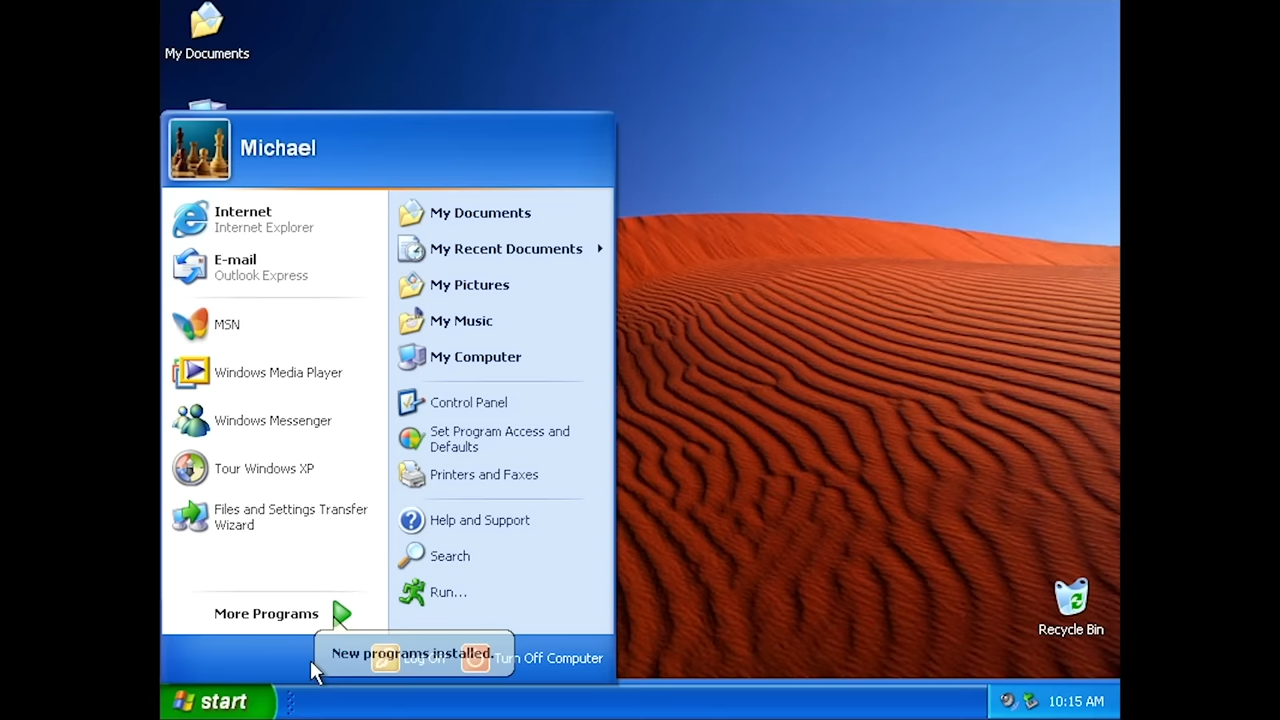 My Documents
Michael
Internet
Internet Explorer
E-mail
Outlook Express
MSN
Windows Media Player
Windows Messenger
Tour Windows XP
Files and Settings Transfer
Wizard
More Programs
My Documents
My Recent Documents
My Pictures
My Music
My Computer
Control Panel
Set Program Access and
Defaults
Printers and Faxes
Help and Support
Search
Run...
New programs installed.
Log Off
Turn Off Computer
Recycle Bin
start
10:15 AM